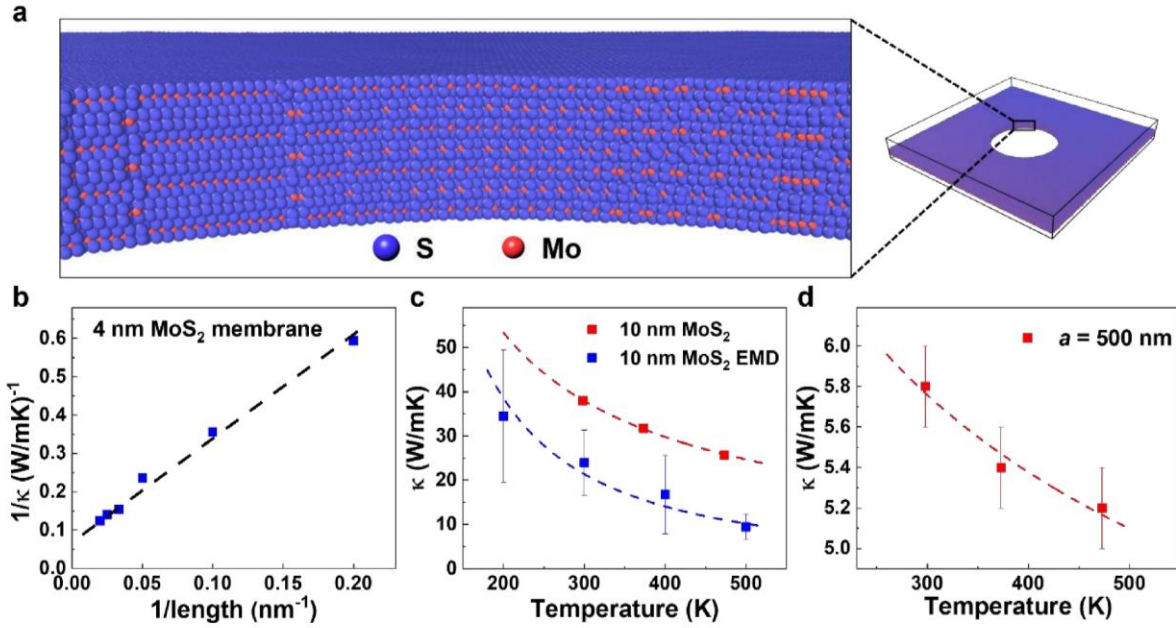 a
S
Mo
b
4 nm MoS₂ membrane
1/κ (W/mK)⁻¹
0.6
0.5
0.4
0.3
0.2
0.1
0.0
0.00 0.05 0.10 0.15 0.20
1/length (nm⁻¹)
c
10 nm MoS₂
10 nm MoS₂ EMD
κ (W/mK)
50
40
30
20
10
0
200 300 400 500
Temperature (K)
d
a = 500 nm
κ (W/mK)
6.0
5.8
5.6
5.4
5.2
5.0
300 400 500
Temperature (K)